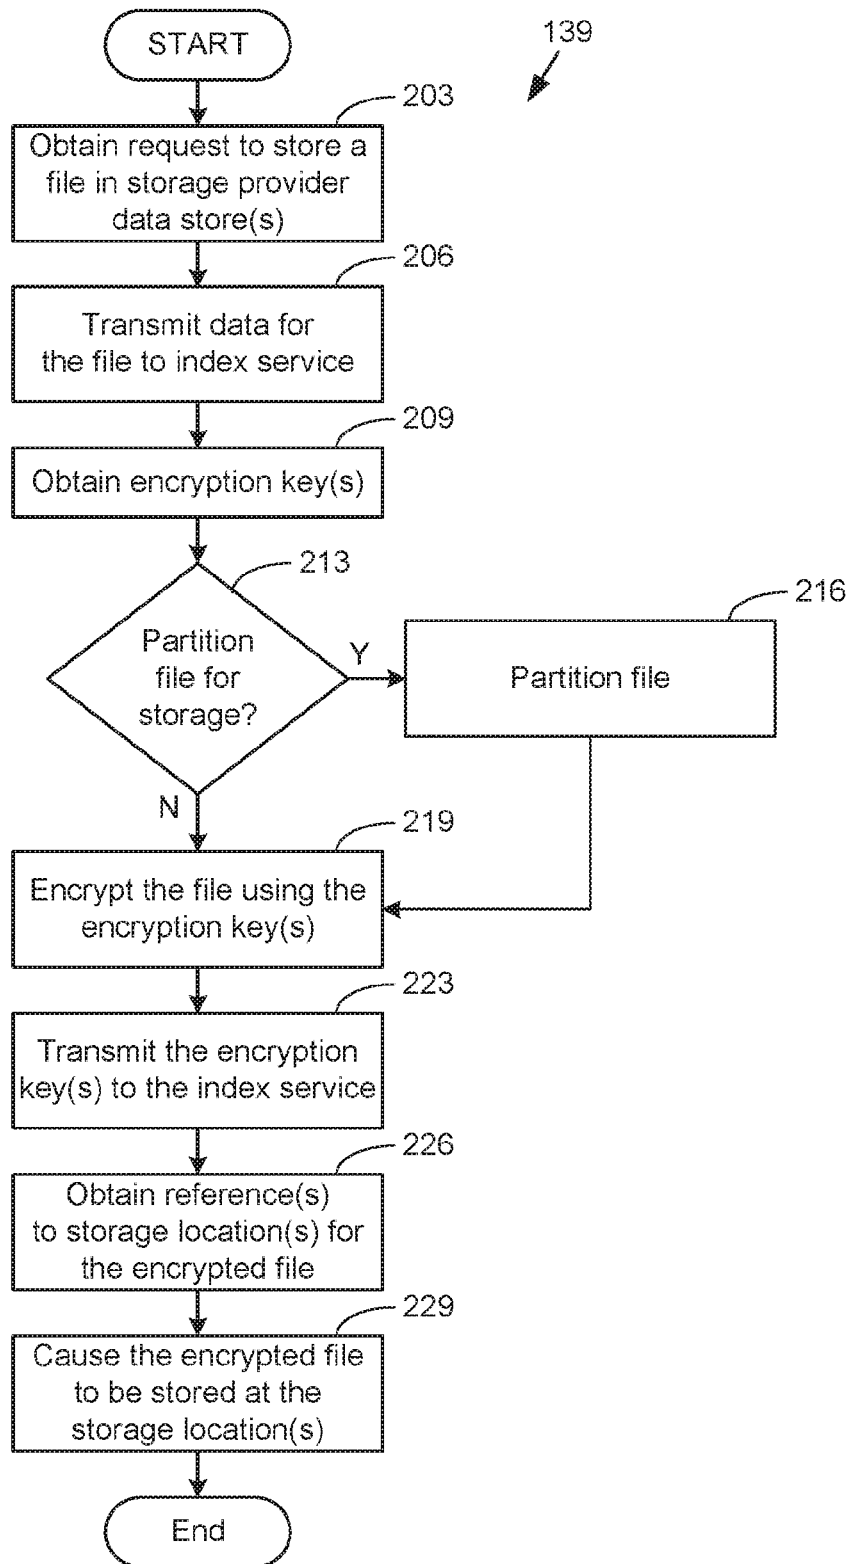 START
139
203
Obtain request to store a
file in storage provider
data store(s)
206
Transmit data for
the file to index service
209
Obtain encryption key(s)
213
Partition
file for
storage?
Y
216
Partition file
N
219
Encrypt the file using the
encryption key(s)
223
Transmit the encryption
key(s) to the index service
226
Obtain reference(s)
to storage location(s) for
the encrypted file
229
Cause the encrypted file
to be stored at the
storage location(s)
End